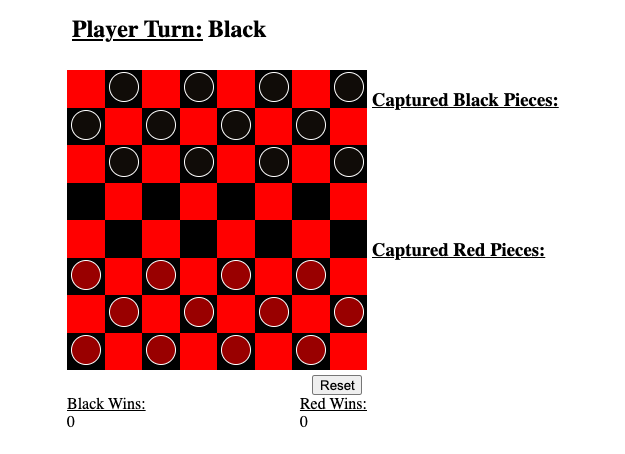 Player Turn: Black
Captured Black Pieces:
Captured Red Pieces:
Reset
Black Wins: Red Wins:
0 0